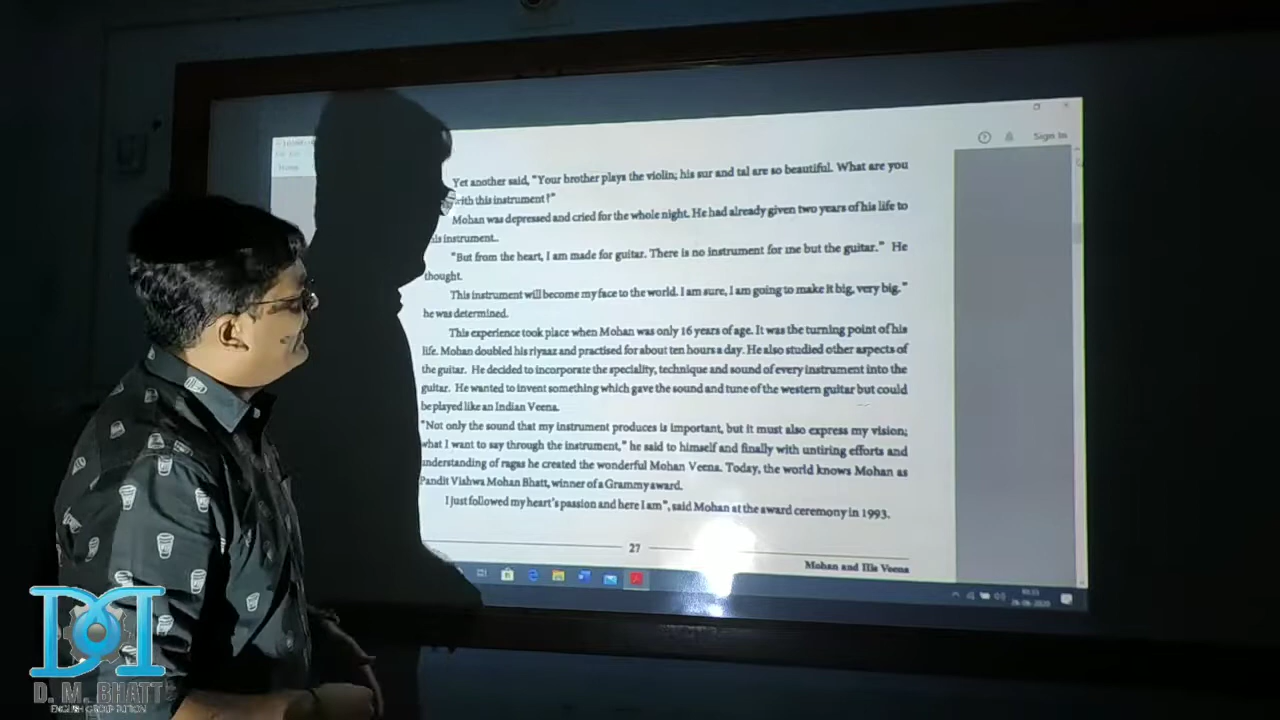 Sign In
Yet another said, "Your brother plays the violin; his sur and tal are so beautiful. What are you
with this instrument?"
Mohan was depressed and cried for the whole night. He had already given two years of his life to
his instrument.
"But from the heart, I am made for guitar. There is no instrument for me but the guitar." He
thought.
This instrument will become my face to the world. I am sure, I am going to make it big, very big."
he was determined.
This experience took place when Mohan was only 16 years of age. It was the turning point of his
life. Mohan doubled his riyaaz and practised for about ten hours a day. He also studied other aspects of
the guitar. He decided to incorporate the speciality, technique and sound of every instrument into the
guitar. He wanted to invent something which gave the sound and tune of the western guitar but could
be played like an Indian Veena.
"Not only the sound that my instrument produces is important, but it must also express my vision;
what I want to say through the instrument," he said to himself and finally with untiring efforts and
understanding of ragas he created the wonderful Mohan Veena. Today, the world knows Mohan as
Pandit Vishwa Mohan Bhatt, winner of a Grammy award.
I just followed my heart's passion and here I am", said Mohan at the award ceremony in 1993.
27
Mohan and His Veena
26-06-2020
D. M. BHATT
ENGLISH GROUP TUITION